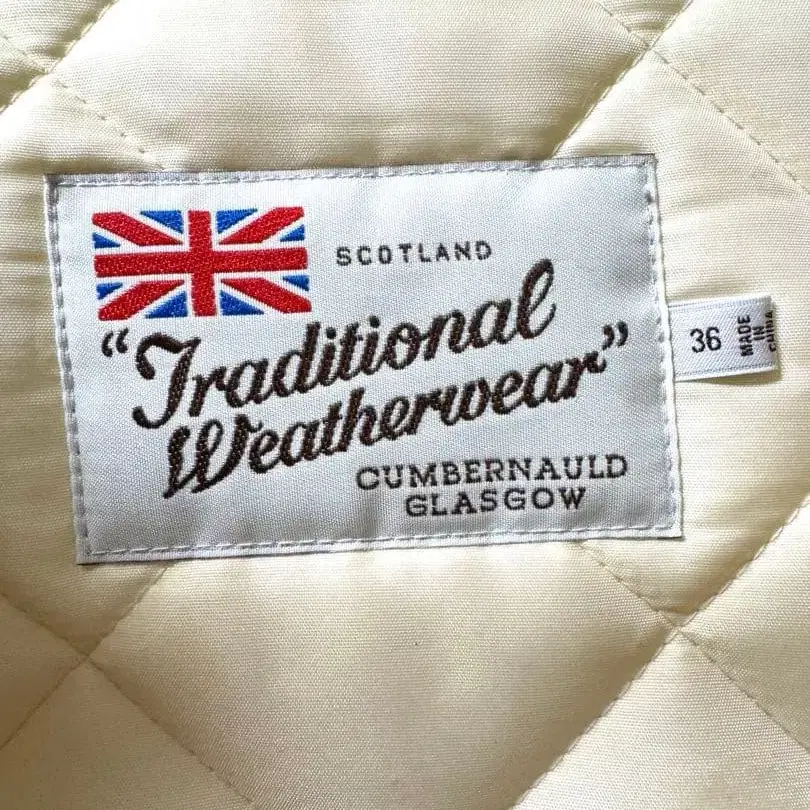 SCOTLAND
“Traditional
Weatherwear”
CUMBERNAULD
GLASGOW
36
MADE
IN
CHINA